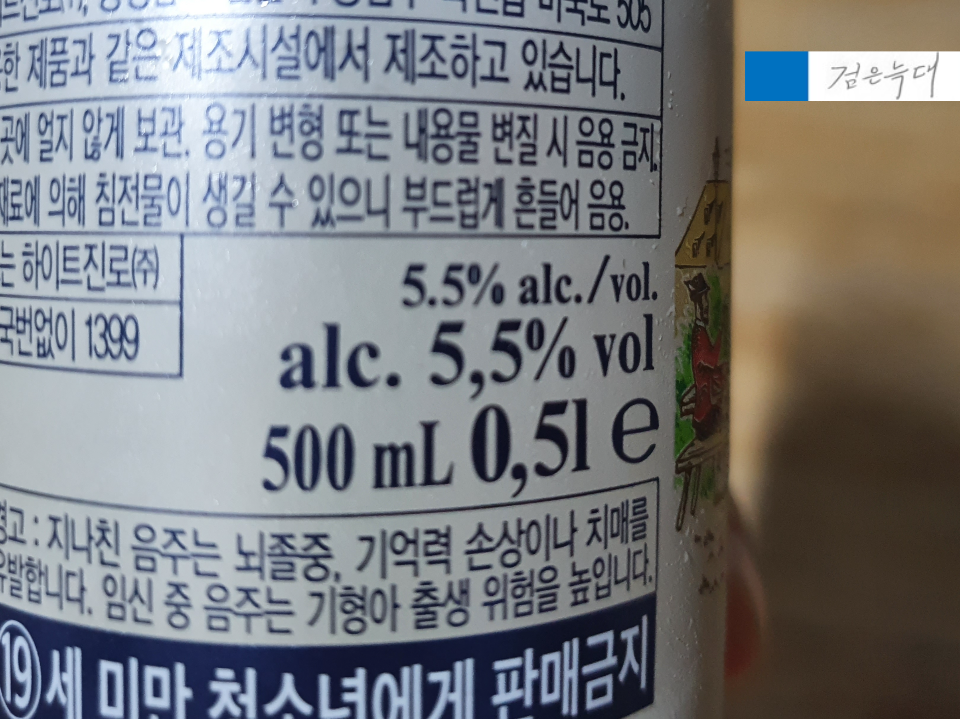 505
검은늑대
제품과 같은 제조시설에서 제조하고 있습니다.
곳에 얼지 않게 보관. 용기 변형 또는 내용물 변질 시 음용 금지.
의해 침전물이 생길 수 있으니 부드럽게 흔들어 음용.
는 하이트진로㈜
국번없이 1399
5.5% alc./vol.
alc. 5,5% vol
500 mL 0,5l ℮
경고 : 지나친 음주는 뇌졸중, 기억력 손상이나 치매를
유발합니다. 임신 중 음주는 기형아 출생 위험을 높입니다.
⑲세 미만 청소년에게 판매금지